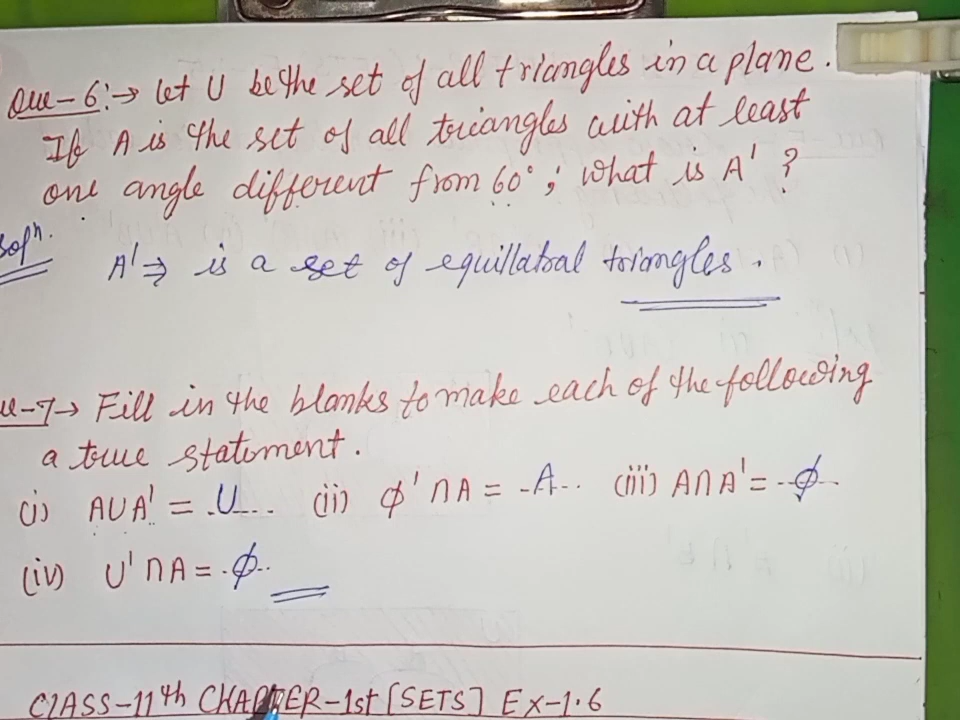 Que-6:→ Let U be the set of all triangles in a plane.
If A is the set of all triangles with at least
one angle different from 60°; what is A' ?
Solⁿ. A' ⇒ is a set of equillatral triangles.
Fill in the blanks to make each of the following
a true statement.
(i) A∪A' = .U... (ii) ϕ'∩A = .A... (iii) A∩A' = ..ϕ..
(iv) U'∩A = .ϕ..
CLASS-11th CHAPTER-1st [SETS] Ex-1.6